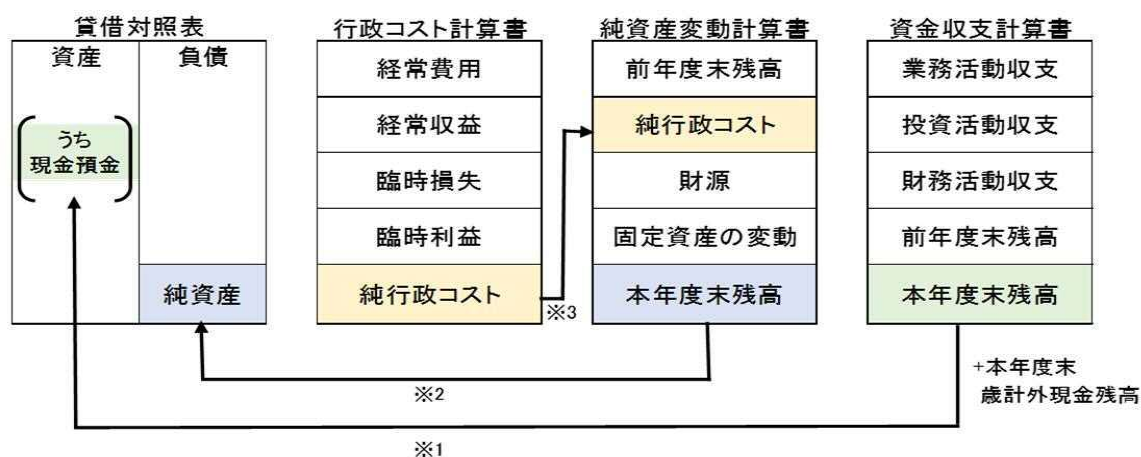 貸借対照表
資産
負債
うち
現金預金
純資産
行政コスト計算書
経常費用
経常収益
臨時損失
臨時利益
純行政コスト
※3
純資産変動計算書
前年度末残高
純行政コスト
財源
固定資産の変動
本年度末残高
資金収支計算書
業務活動収支
投資活動収支
財務活動収支
前年度末残高
本年度末残高
+本年度末
歳計外現金残高
※2
※1